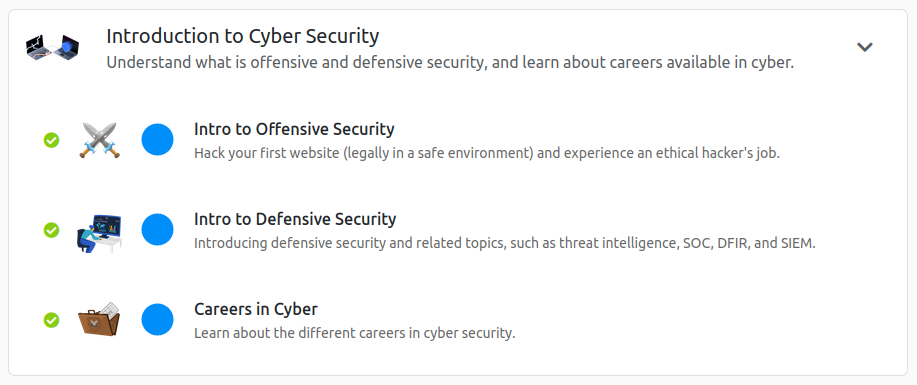 Introduction to Cyber Security
Understand what is offensive and defensive security, and learn about careers available in cyber.
Intro to Offensive Security
Hack your first website (legally in a safe environment) and experience an ethical hacker's job.
Intro to Defensive Security
Introducing defensive security and related topics, such as threat intelligence, SOC, DFIR, and SIEM.
Careers in Cyber
Learn about the different careers in cyber security.